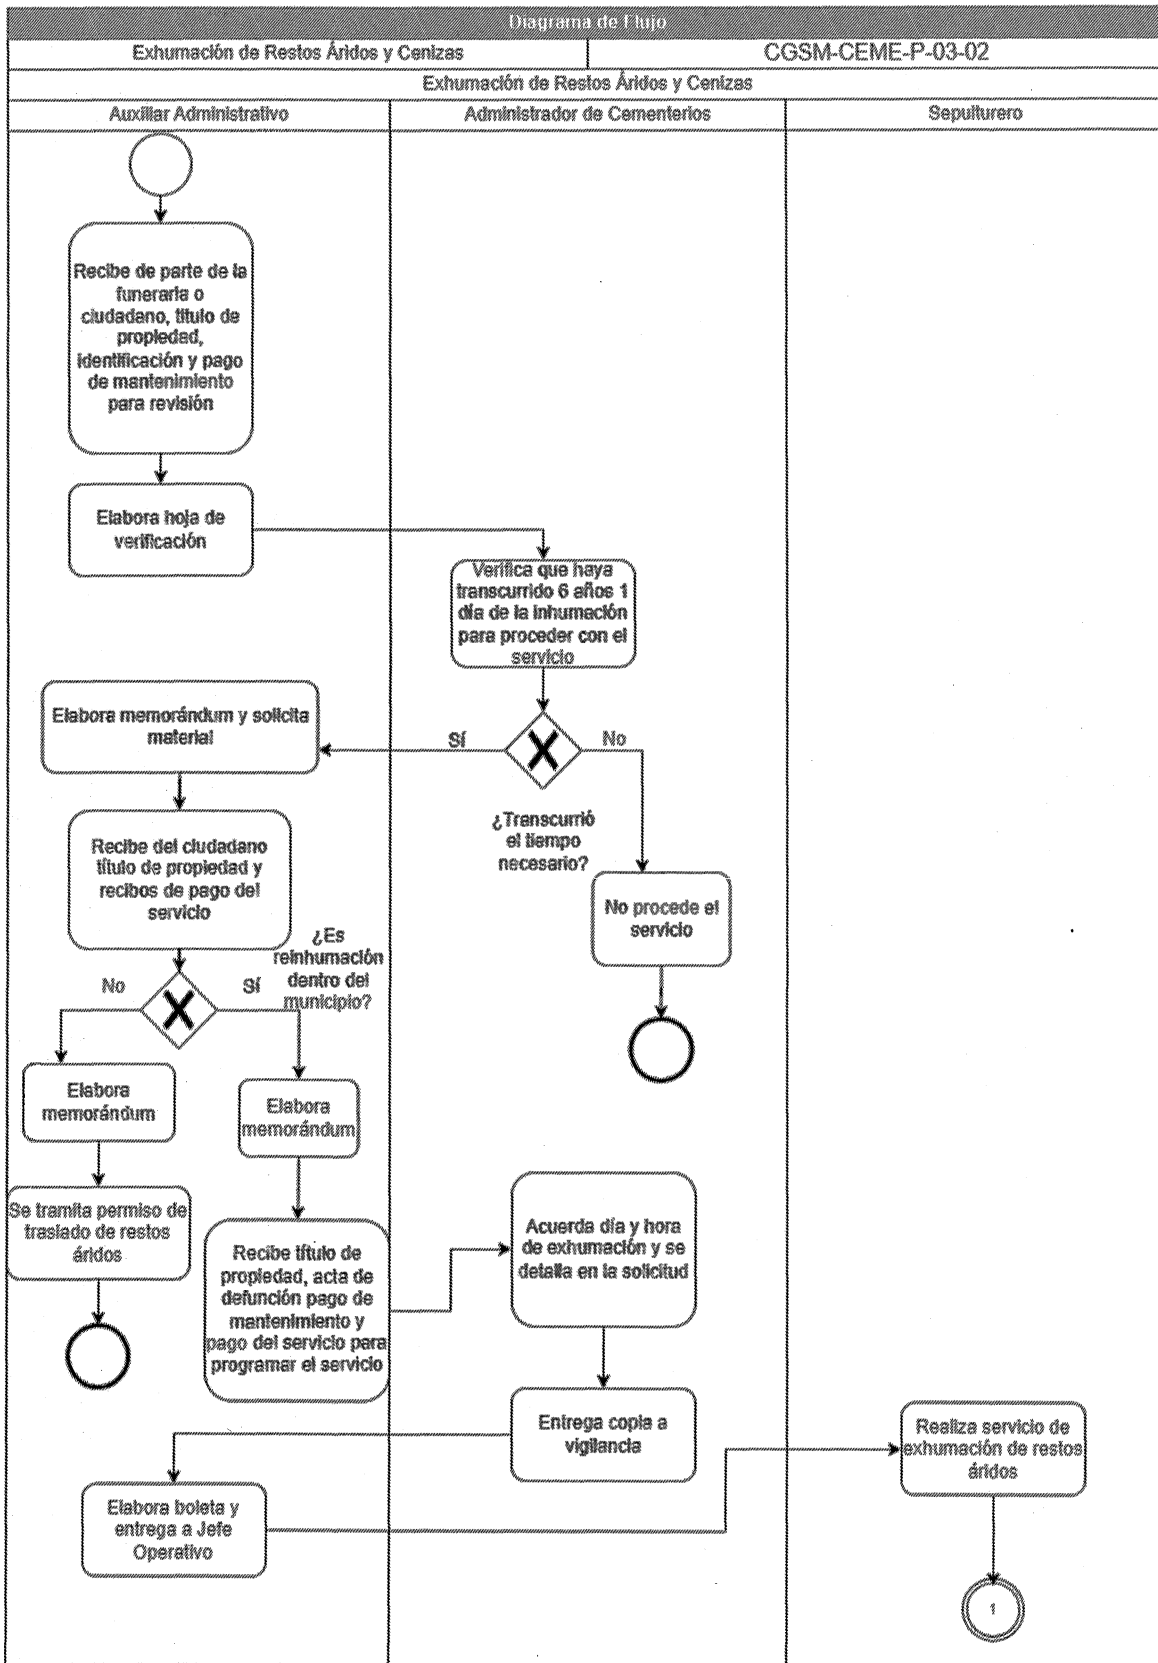 Diagrama de Flujo
Exhumación de Restos Áridos y Cenizas
CGSM-CEME-P-03-02
Exhumación de Restos Áridos y Cenizas
Auxiliar Administrativo
Administrador de Cementerios
Sepulturero
Recibe de parte de la
funeraria o
ciudadano, título de
propiedad,
identificación y pago
de mantenimiento
para revisión
Elabora hoja de
verificación
Verifica que haya
transcurrido 6 años 1
día de la inhumación
para proceder con el
servicio
Elabora memorándum y solicita
material
Sí
No
¿Transcurrió
el tiempo
necesario?
Recibe del ciudadano
título de propiedad y
recibos de pago del
servicio
No procede el
servicio
¿Es
reinhumación
dentro del
municipio?
No
Sí
Elabora
memorándum
Elabora
memorándum
Se tramita permiso de
traslado de restos
áridos
Recibe título de
propiedad, acta de
defunción pago de
mantenimiento y
pago del servicio para
programar el servicio
Acuerda día y hora
de exhumación y se
detalla en la solicitud
Entrega copia a
vigilancia
Elabora boleta y
entrega a Jefe
Operativo
Realiza servicio de
exhumación de restos
áridos
1